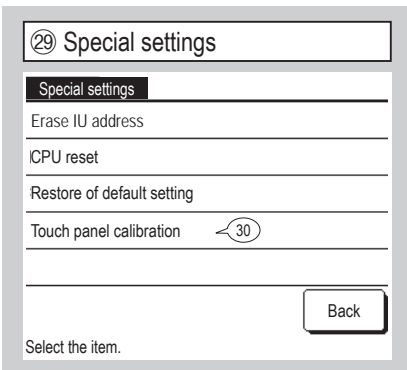 ㉙ Special settings
Special settings
Erase IU address
CPU reset
Restore of default setting
Touch panel calibration 30
Back
Select the item.